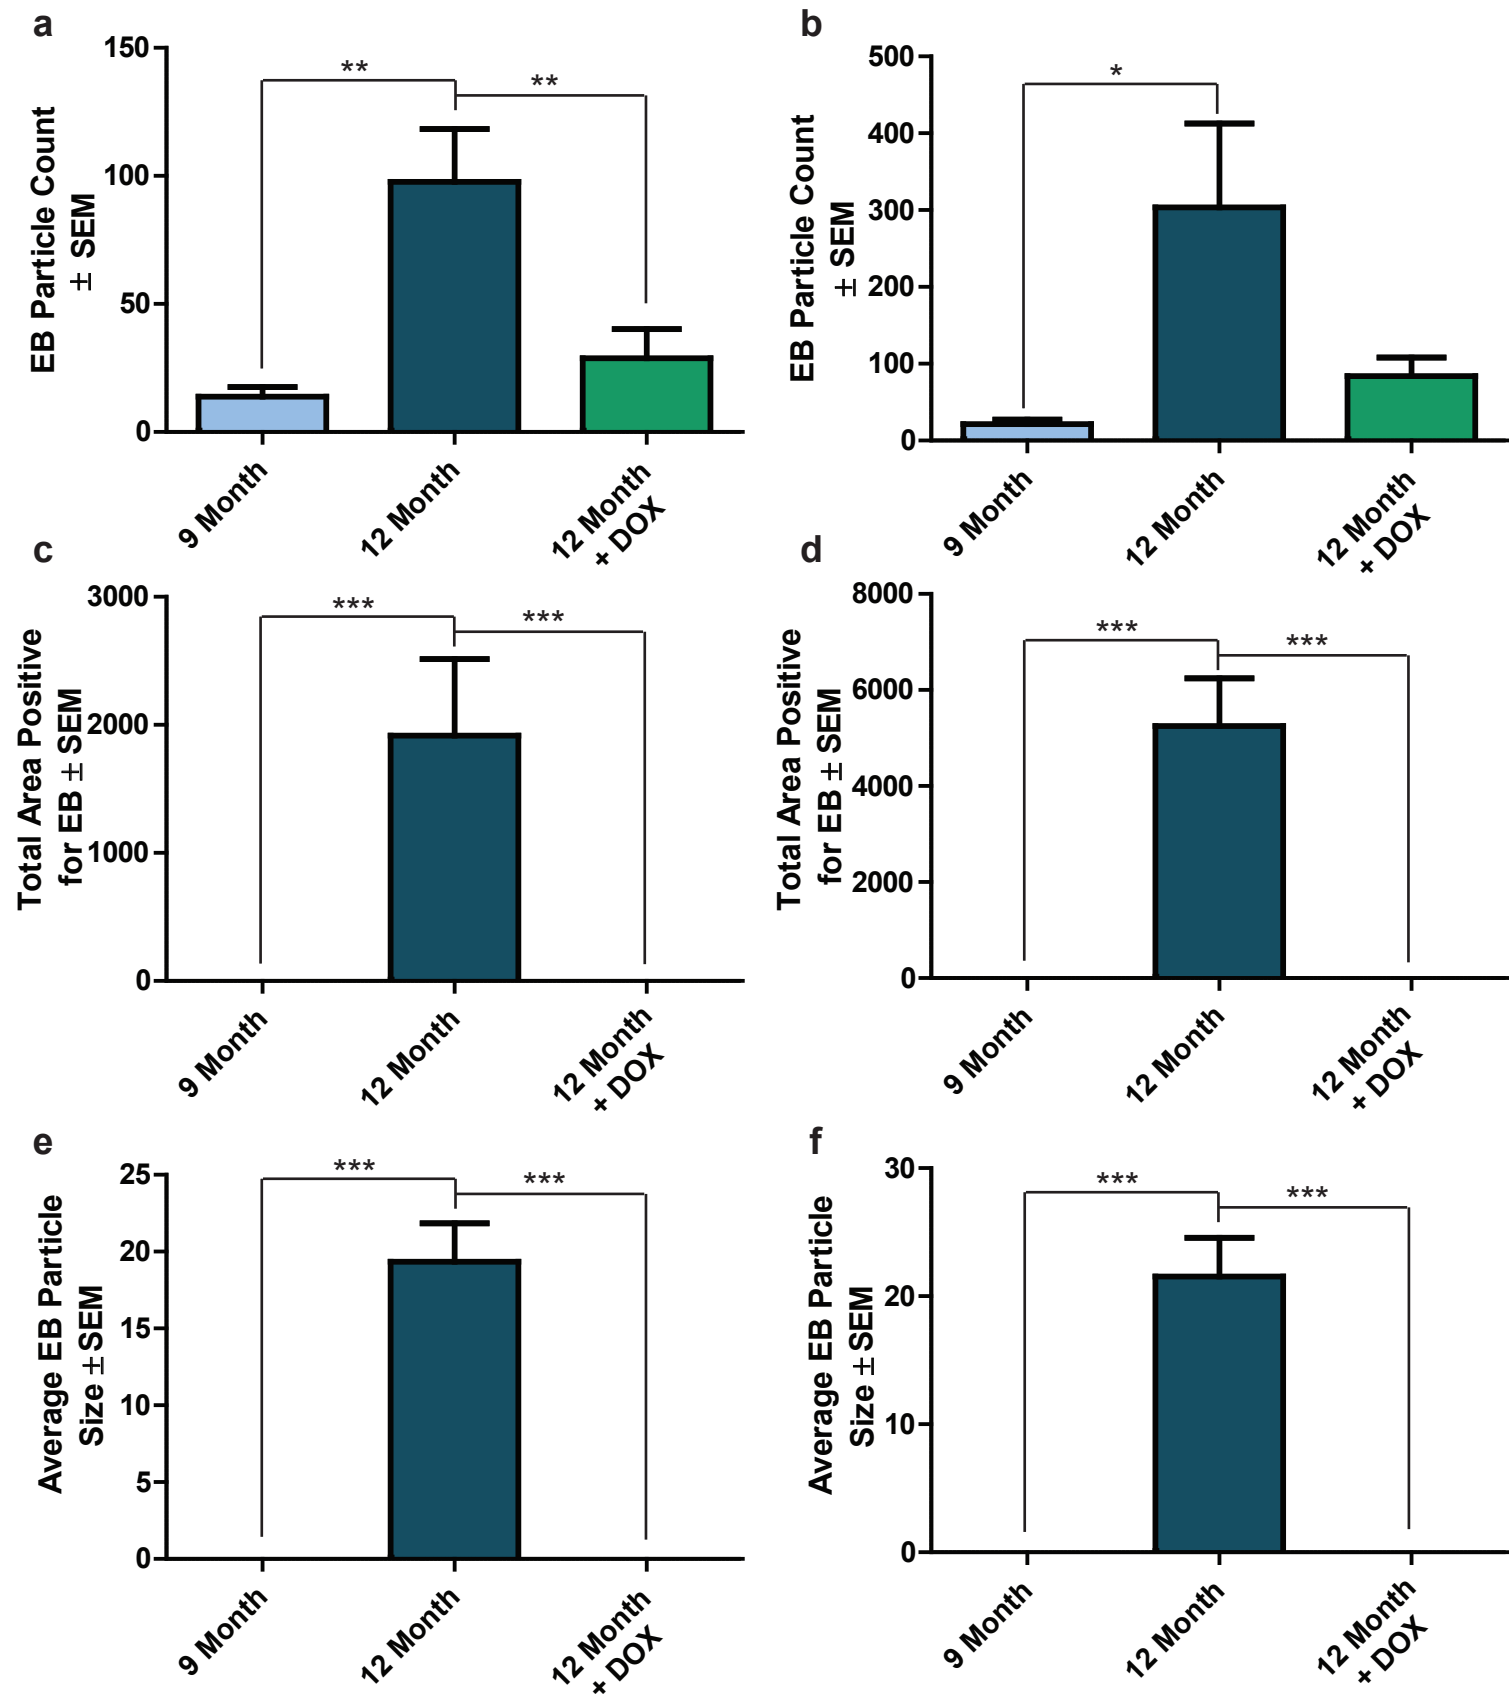 a
EB Particle Count
± SEM
150
100
50
0
**
**
9 Month
12 Month
12 Month
+ DOX
b
EB Particle Count
± SEM
500
400
300
200
100
0
*
9 Month
12 Month
12 Month
+ DOX
c
Total Area Positive
for EB ± SEM
3000
2000
1000
0
***
***
9 Month
12 Month
12 Month
+ DOX
d
Total Area Positive
for EB ± SEM
8000
6000
4000
2000
0
***
***
9 Month
12 Month
12 Month
+ DOX
e
Average EB Particle
Size ±SEM
25
20
15
10
5
0
***
***
9 Month
12 Month
12 Month
+ DOX
f
Average EB Particle
Size ±SEM
30
20
10
0
***
***
9 Month
12 Month
12 Month
+ DOX